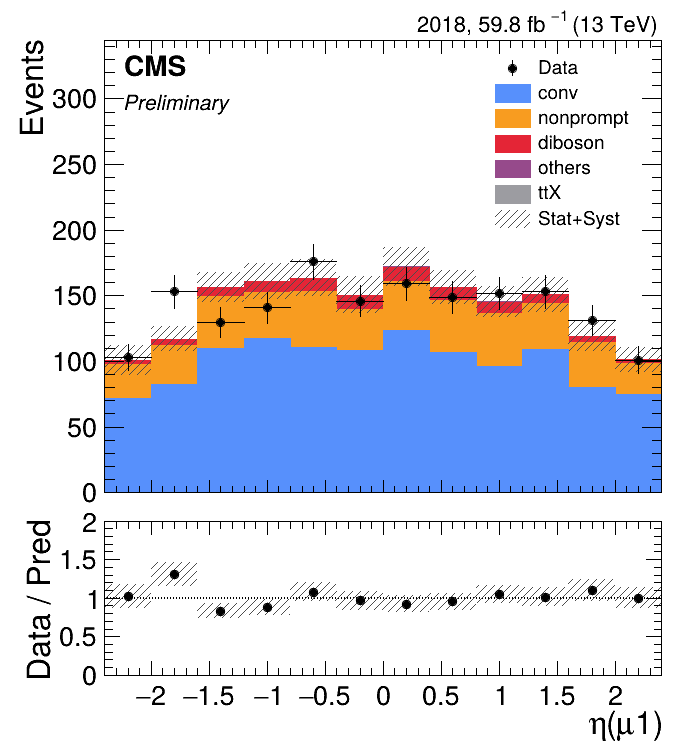 2018, 59.8 fb⁻¹ (13 TeV)
CMS
Preliminary
Events
300
250
200
150
100
50
0
Data
conv
nonprompt
diboson
others
ttX
Stat+Syst
Data / Pred
2
1.5
1
0.5
0
−2 −1.5 −1 −0.5 0 0.5 1 1.5 2
η(μ1)